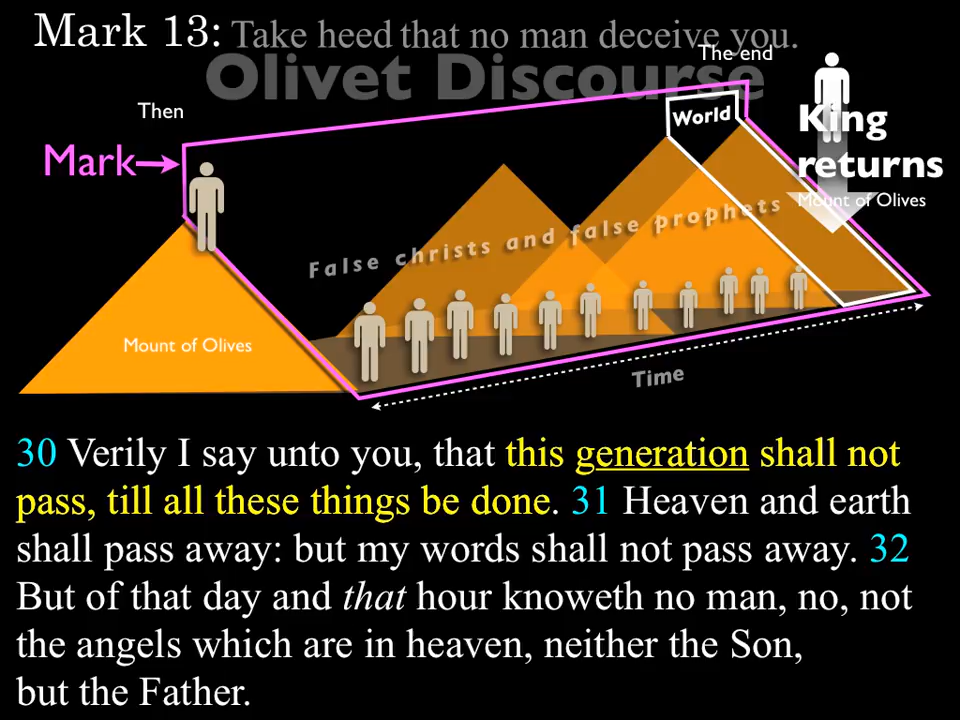 Mark 13: Take heed that no man deceive you.
Olivet Discourse
The end
Then
World
King
returns
Mark
Mount of Olives
False christs and false prophets
Mount of Olives
Time
30 Verily I say unto you, that this generation shall not
pass, till all these things be done. 31 Heaven and earth
shall pass away: but my words shall not pass away. 32
But of that day and that hour knoweth no man, no, not
the angels which are in heaven, neither the Son,
but the Father.